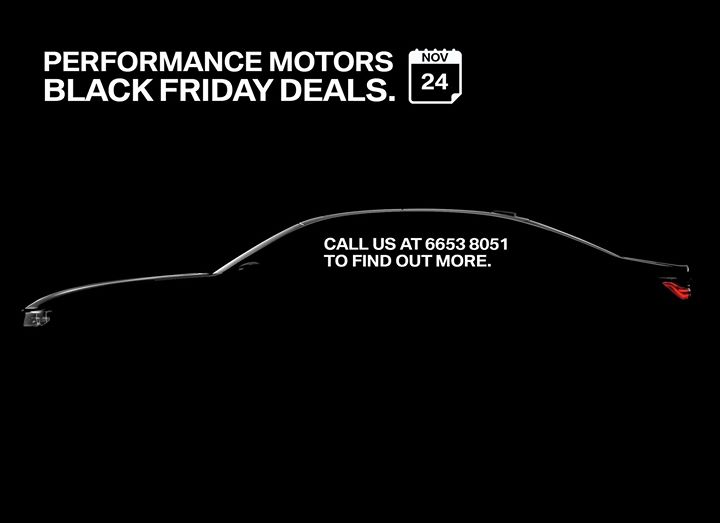 PERFORMANCE MOTORS
BLACK FRIDAY DEALS.
NOV
24
CALL US AT 6653 8051
TO FIND OUT MORE.